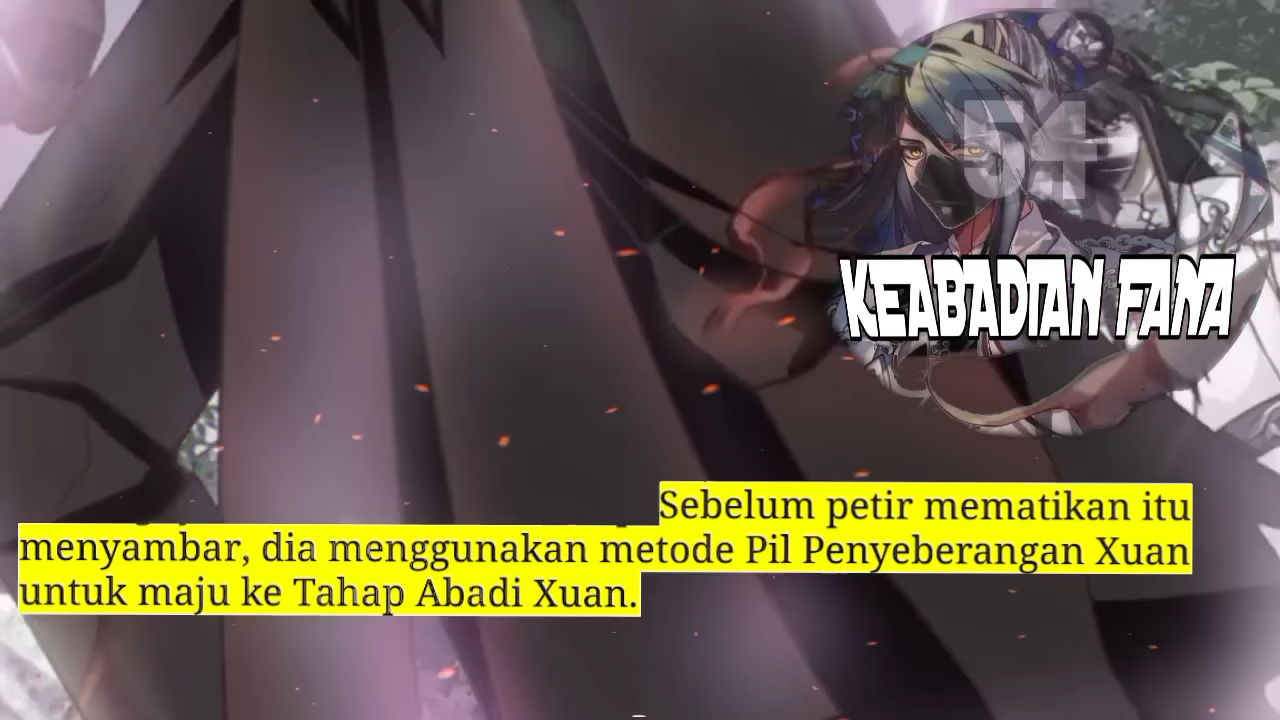 54
KEABADIAN FANA
Sebelum petir mematikan itu
menyambar, dia menggunakan metode Pil Penyeberangan Xuan
untuk maju ke Tahap Abadi Xuan.